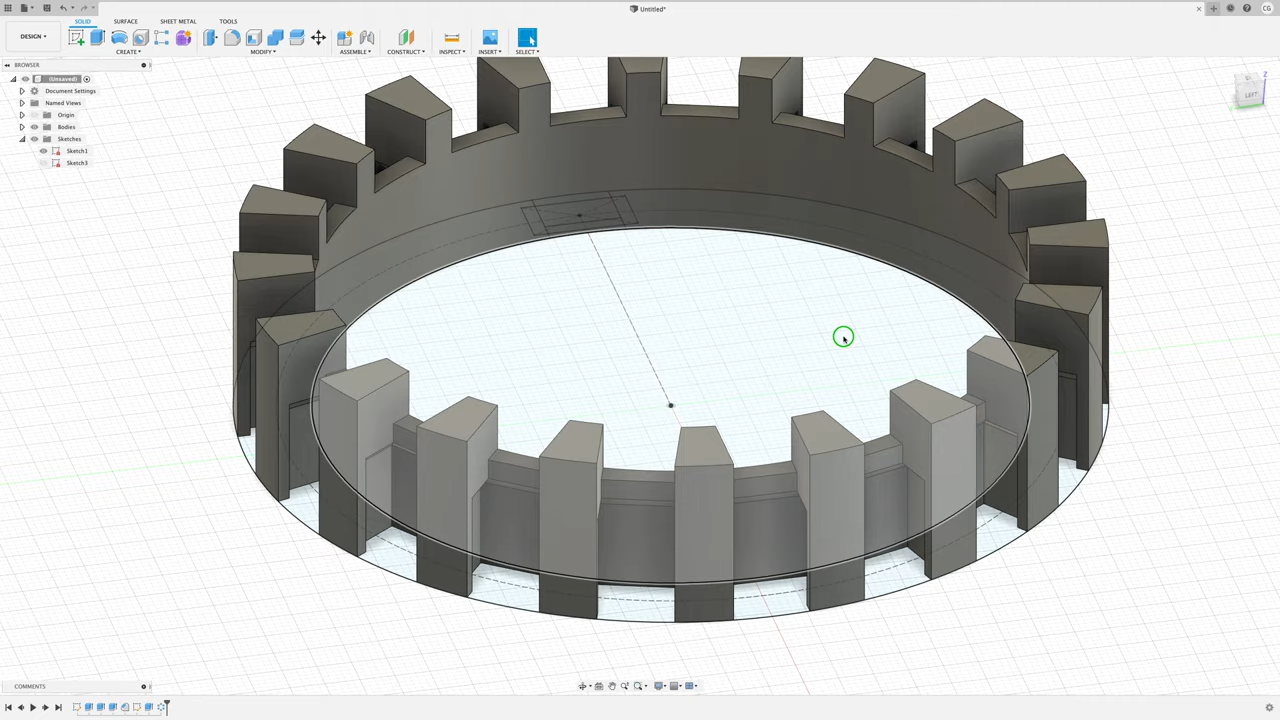 Untitled*
CG
DESIGN
SOLID
SURFACE
SHEET METAL
TOOLS
CREATE
MODIFY
ASSEMBLE
CONSTRUCT
INSPECT
INSERT
SELECT
BROWSER
(Unsaved)
Document Settings
Named Views
Origin
Bodies
Sketches
Sketch1
Sketch3
Z
LEFT
COMMENTS